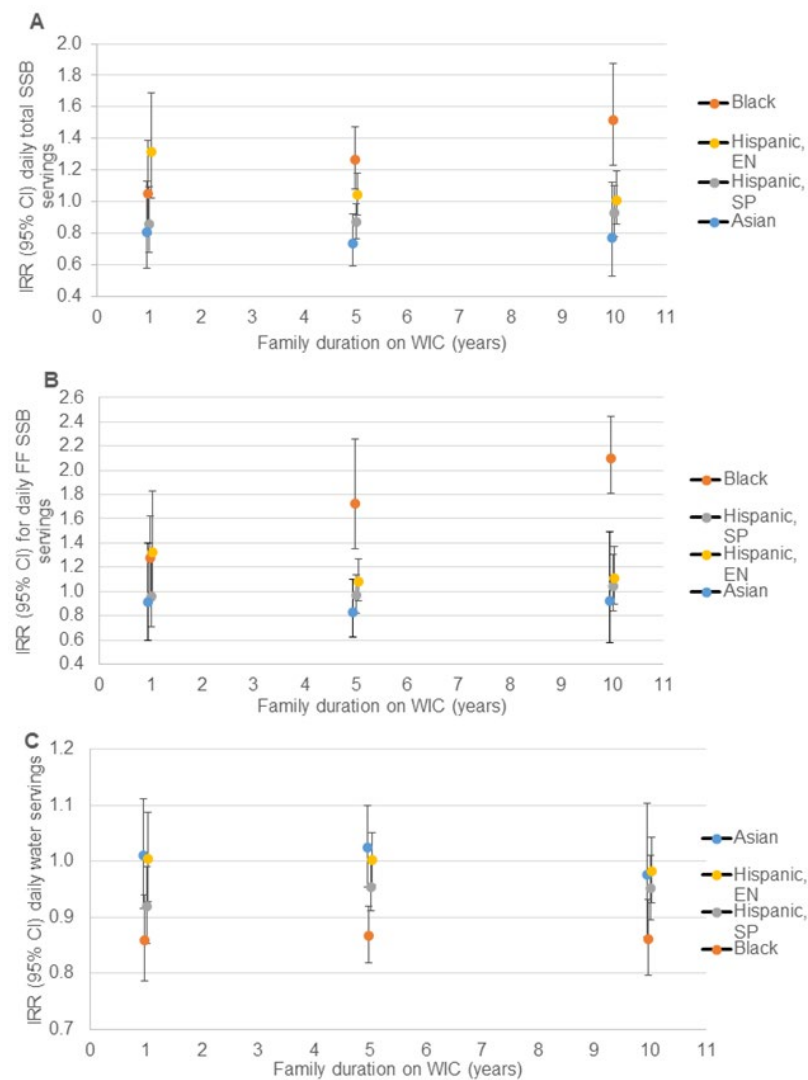 A
2.0
1.8
1.6
1.4
1.2
1.0
0.8
0.6
0.4
IRR (95% CI) daily total SSB
servings
0 1 2 3 4 5 6 7 8 9 10 11
Family duration on WIC (years)
Black
Hispanic,
EN
Hispanic,
SP
Asian
B
2.6
2.4
2.2
2.0
1.8
1.6
1.4
1.2
1.0
0.8
0.6
0.4
IRR (95% CI) for daily FF SSB
servings
0 1 2 3 4 5 6 7 8 9 10 11
Family duration on WIC (years)
Black
Hispanic,
SP
Hispanic,
EN
Asian
C
1.2
1.1
1.0
0.9
0.8
0.7
IRR (95% CI) daily water servings
0 1 2 3 4 5 6 7 8 9 10 11
Family duration on WIC (years)
Asian
Hispanic,
EN
Hispanic,
SP
Black